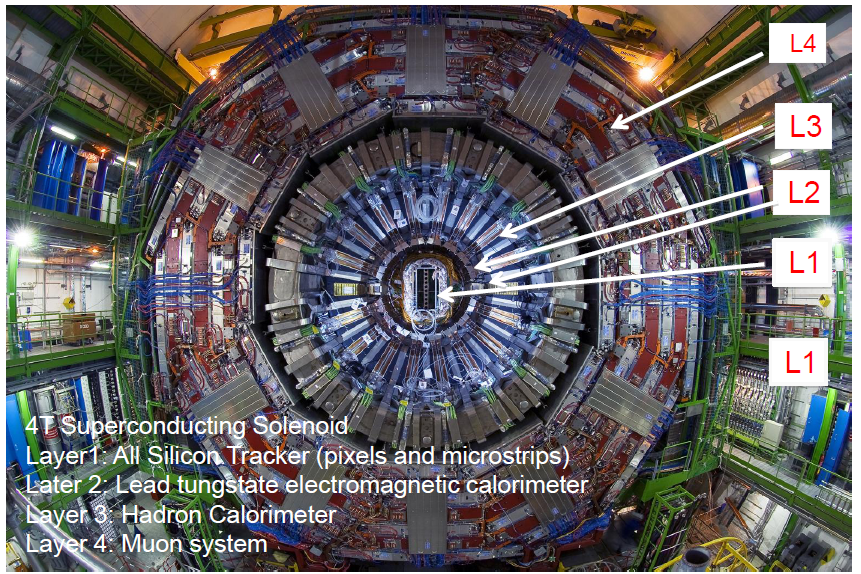 L4
L3
L2
L1
L1
4T Superconducting Solenoid
Layer1: All Silicon Tracker (pixels and microstrips)
Later 2: Lead tungstate electromagnetic calorimeter
Layer 3: Hadron Calorimeter
Layer 4: Muon system